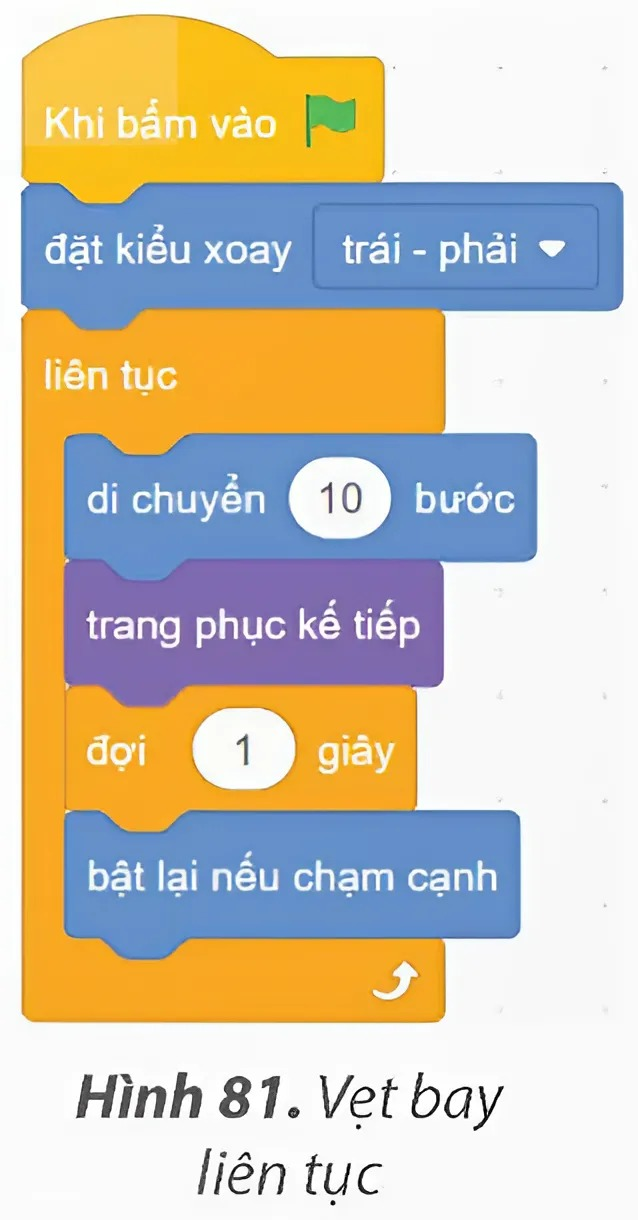 Khi bấm vào
đặt kiểu xoay trái - phải
liên tục
di chuyển 10 bước
trang phục kế tiếp
đợi 1 giây
bật lại nếu chạm cạnh
Hình 81. Vẹt bay
liên tục